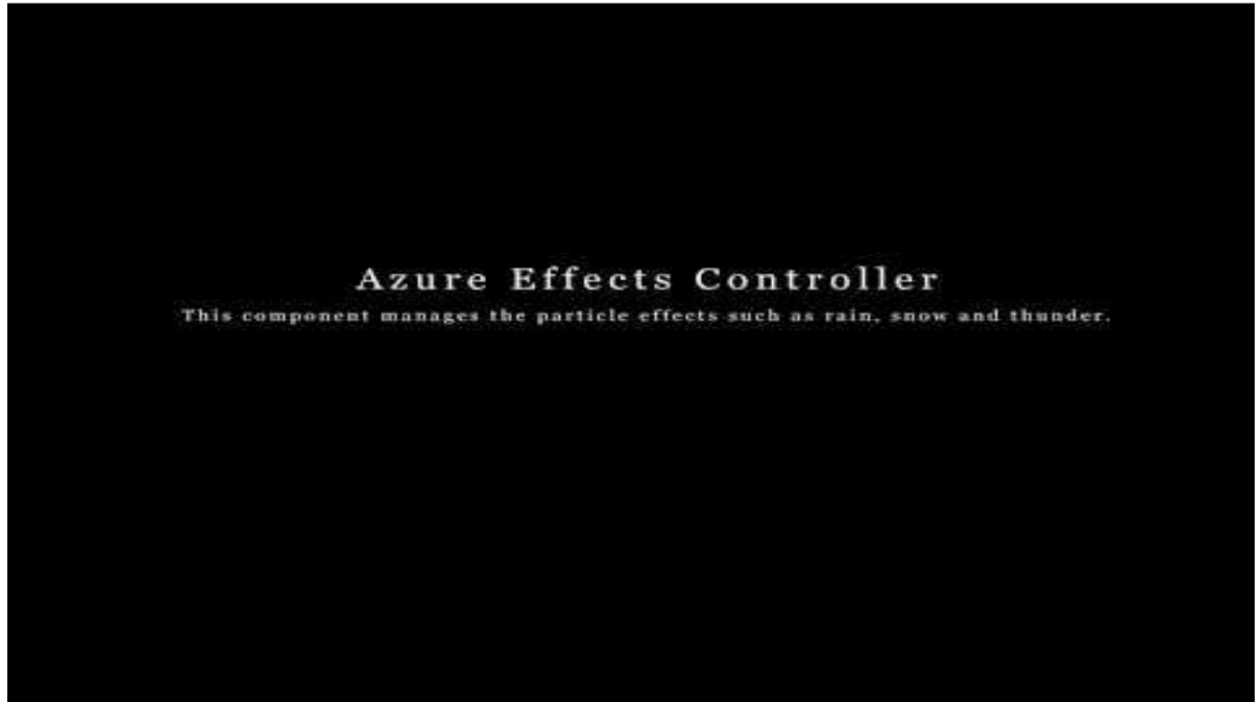 Azure Effects Controller
This component manages the particle effects such as rain, snow and thunder.